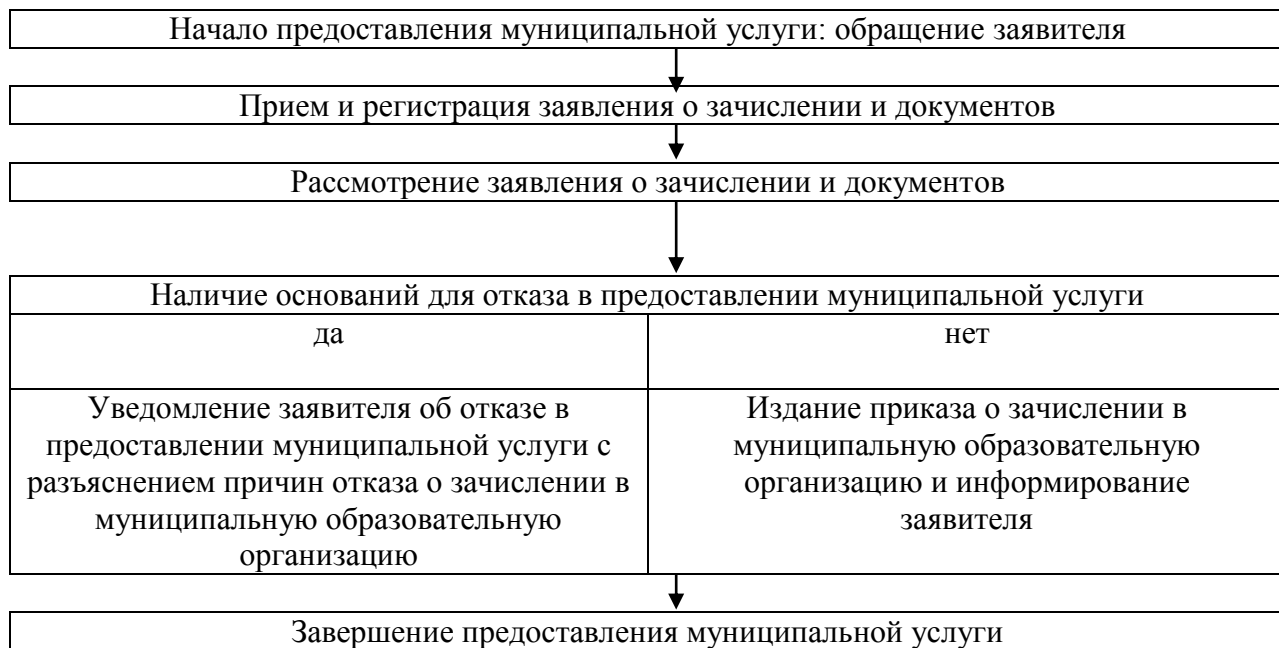 Начало предоставления муниципальной услуги: обращение заявителя
Прием и регистрация заявления о зачислении и документов
Рассмотрение заявления о зачислении и документов
Наличие оснований для отказа в предоставлении муниципальной услуги
да
нет
Уведомление заявителя об отказе в
предоставлении муниципальной услуги с
разъяснением причин отказа о зачислении в
муниципальную образовательную
организацию
Издание приказа о зачислении в
муниципальную образовательную
организацию и информирование
заявителя
Завершение предоставления муниципальной услуги